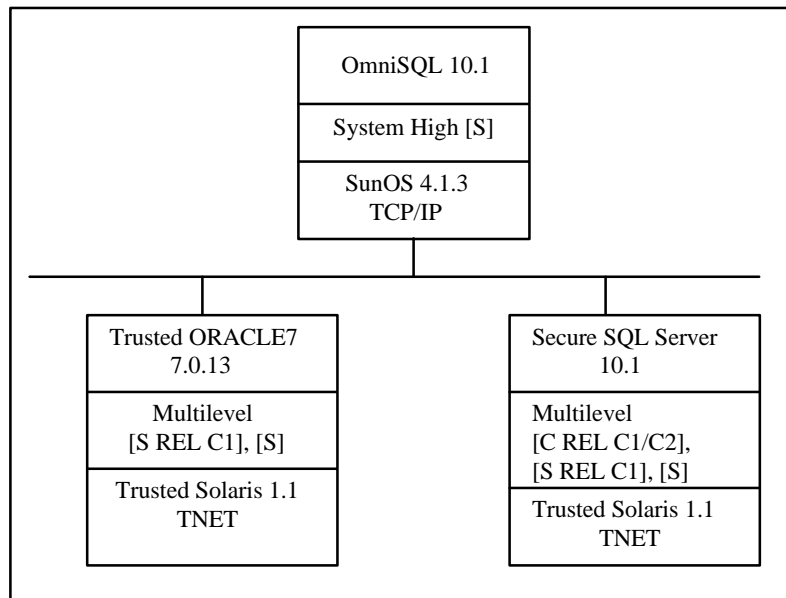 OmniSQL 10.1
System High [S]
SunOS 4.1.3
TCP/IP
Trusted ORACLE7
7.0.13
Multilevel
[S REL C1], [S]
Trusted Solaris 1.1
TNET
Secure SQL Server
10.1
Multilevel
[C REL C1/C2],
[S REL C1], [S]
Trusted Solaris 1.1
TNET